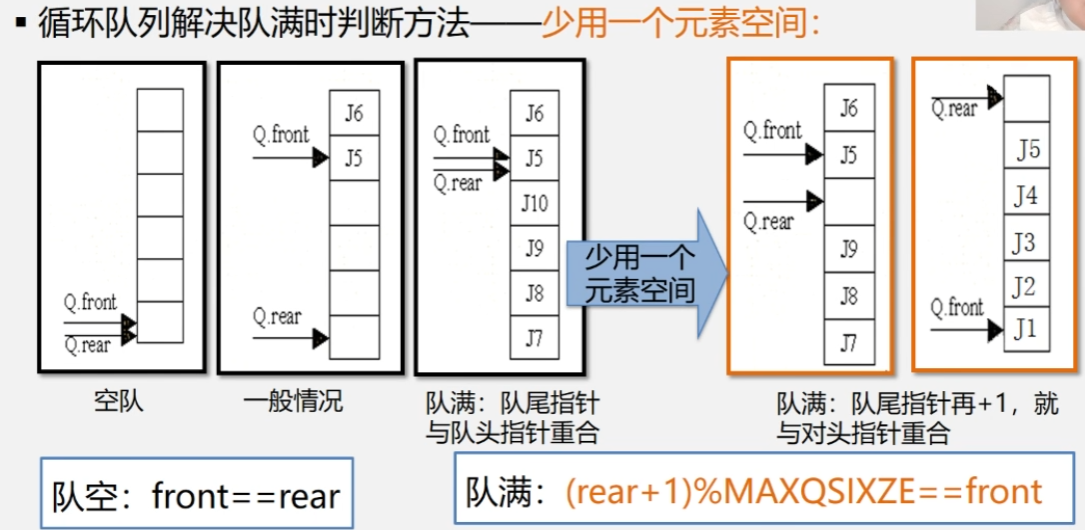 ▪ 循环队列解决队满时判断方法——少用一个元素空间：
Q.front
Q.rear
空队
J6
Q.front
J5
Q.rear
一般情况
J6
Q.front
J5
Q.rear
J10
J9
J8
J7
队满：队尾指针
与队头指针重合
少用一个
元素空间
J6
Q.front
J5
Q.rear
J9
J8
J7
Q.rear
J5
J4
J3
J2
Q.front
J1
队满：队尾指针再+1，就
与对头指针重合
队空：front==rear
队满：(rear+1)%MAXQSIXZE==front